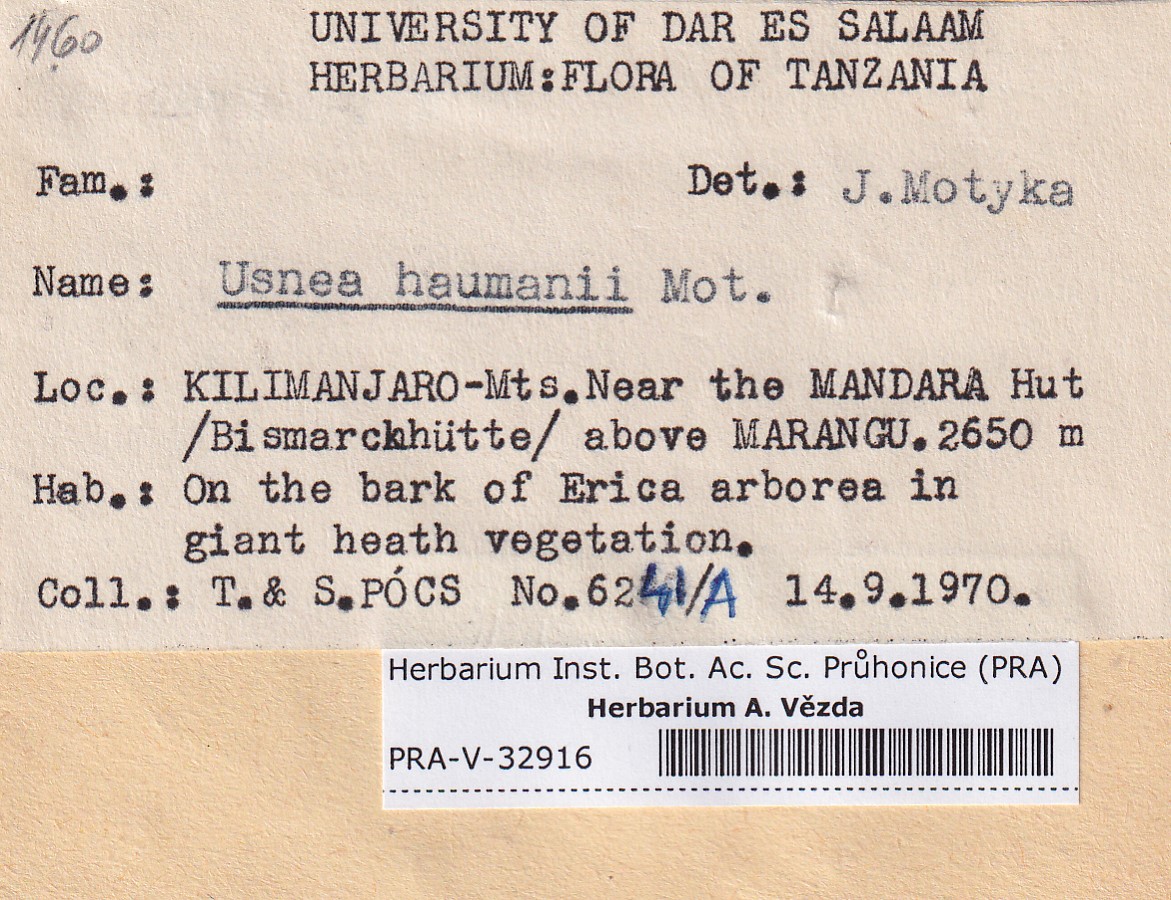 1460
UNIVERSITY OF DAR ES SALAAM
HERBARIUM:FLORA OF TANZANIA
Fam.:
Det.: J.Motyka
Name: Usnea haumanii Mot.
Loc.: KILIMANJARO-Mts.Near the MANDARA Hut
/Bismarckhütte/ above MARANGU.2650 m
Hab.: On the bark of Erica arborea in
giant heath vegetation.
Coll.: T.& S.PÓCS No.6241/A 14.9.1970.
Herbarium Inst. Bot. Ac. Sc. Průhonice (PRA)
Herbarium A. Vězda
PRA-V-32916